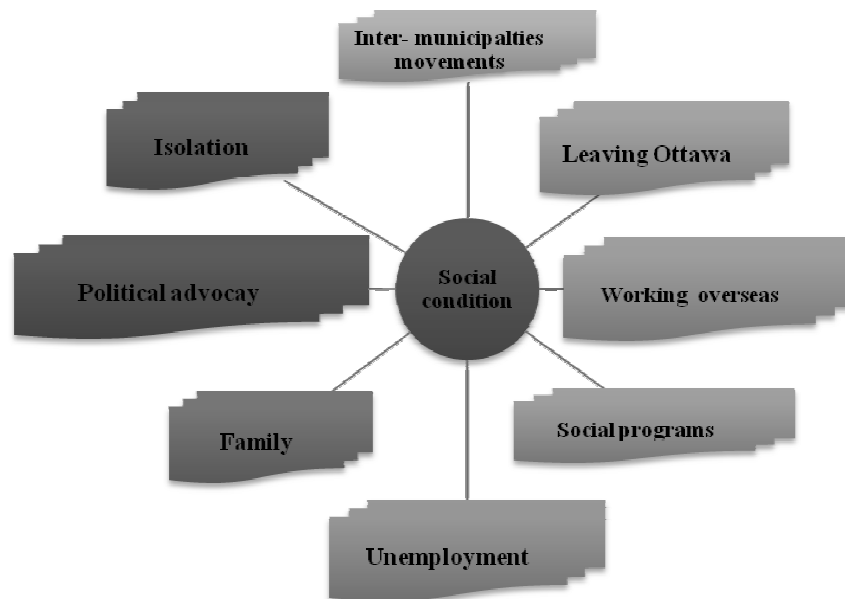 Inter- municipalties
movements
Isolation
Leaving Ottawa
Political advocay
Social
condition
Working overseas
Family
Social programs
Unemployment